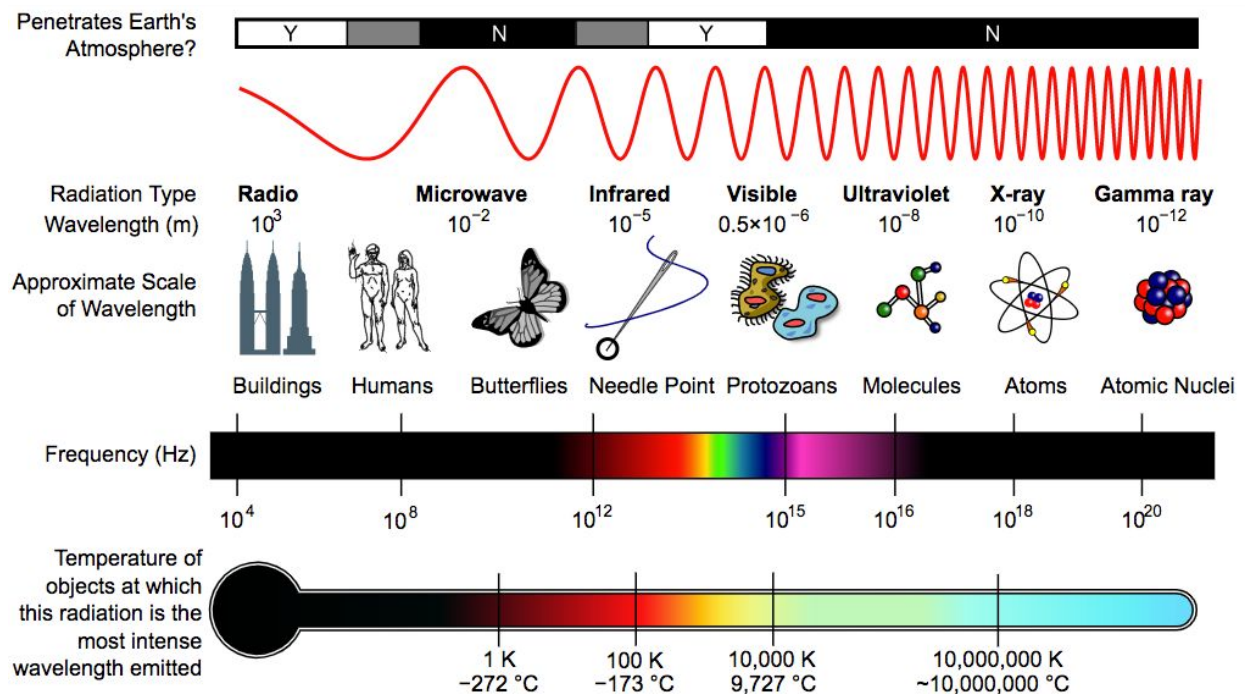 Penetrates Earth's
Atmosphere?
Y N Y N
Radiation Type
Radio Microwave Infrared Visible Ultraviolet X-ray Gamma ray
Wavelength (m)
10³ 10⁻² 10⁻⁵ 0.5×10⁻⁶ 10⁻⁸ 10⁻¹⁰ 10⁻¹²
Approximate Scale
of Wavelength
Buildings Humans Butterflies Needle Point Protozoans Molecules Atoms Atomic Nuclei
Frequency (Hz)
10⁴ 10⁸ 10¹² 10¹⁵ 10¹⁶ 10¹⁸ 10²⁰
Temperature of
objects at which
this radiation is the
most intense
wavelength emitted
1 K 100 K 10,000 K 10,000,000 K
−272 °C −173 °C 9,727 °C ~10,000,000 °C